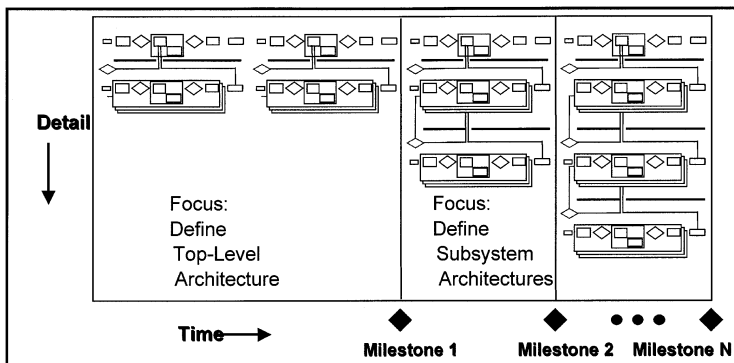 Detail
Focus:
Define
Top-Level
Architecture
Focus:
Define
Subsystem
Architectures
Time
Milestone 1
Milestone 2
Milestone N